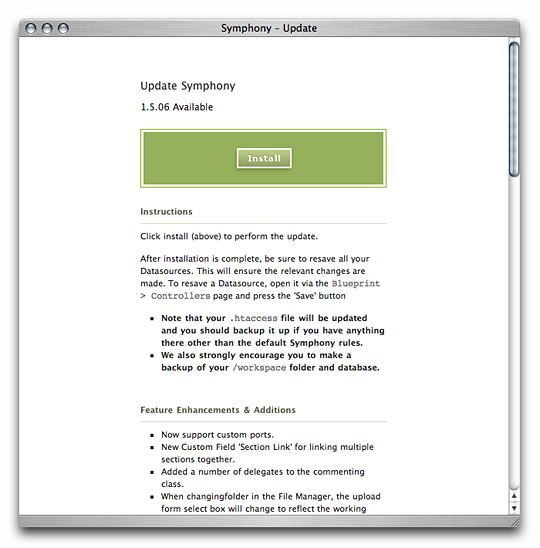 Symphony – Update
Update Symphony
1.5.06 Available
Install
Instructions
Click install (above) to perform the update.
After installation is complete, be sure to resave all your
Datasources. This will ensure the relevant changes are
made. To resave a Datasource, open it via the Blueprint
> Controllers page and press the 'Save' button
Note that your .htaccess file will be updated
and you should backup it up if you have anything
there other than the default Symphony rules.
We also strongly encourage you to make a
backup of your /workspace folder and database.
Feature Enhancements & Additions
Now support custom ports.
New Custom Field 'Section Link' for linking multiple
sections together.
Added a number of delegates to the commenting
class.
When changingfolder in the File Manager, the upload
form select box will change to reflect the working